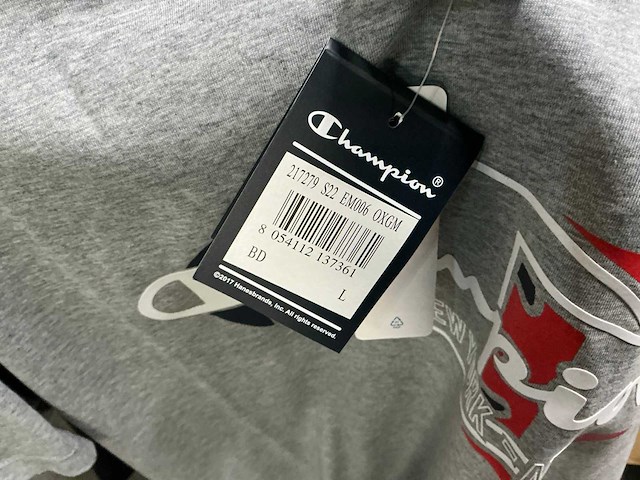 Champion®
217279 S22 EM006 OXGM
8 054112 137361
BD L
©2017 Hanesbrands, Inc. All rights reserved.